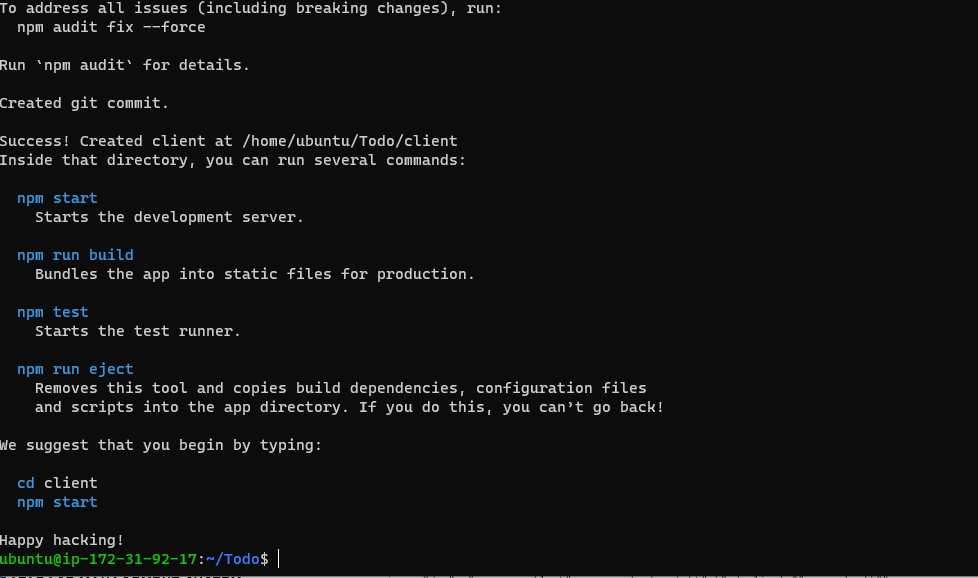 To address all issues (including breaking changes), run:
  npm audit fix --force
Run `npm audit` for details.
Created git commit.
Success! Created client at /home/ubuntu/Todo/client
Inside that directory, you can run several commands:
  npm start
    Starts the development server.
  npm run build
    Bundles the app into static files for production.
  npm test
    Starts the test runner.
  npm run eject
    Removes this tool and copies build dependencies, configuration files
    and scripts into the app directory. If you do this, you can’t go back!
We suggest that you begin by typing:
  cd client
  npm start
Happy hacking!
ubuntu@ip-172-31-92-17:~/Todo$